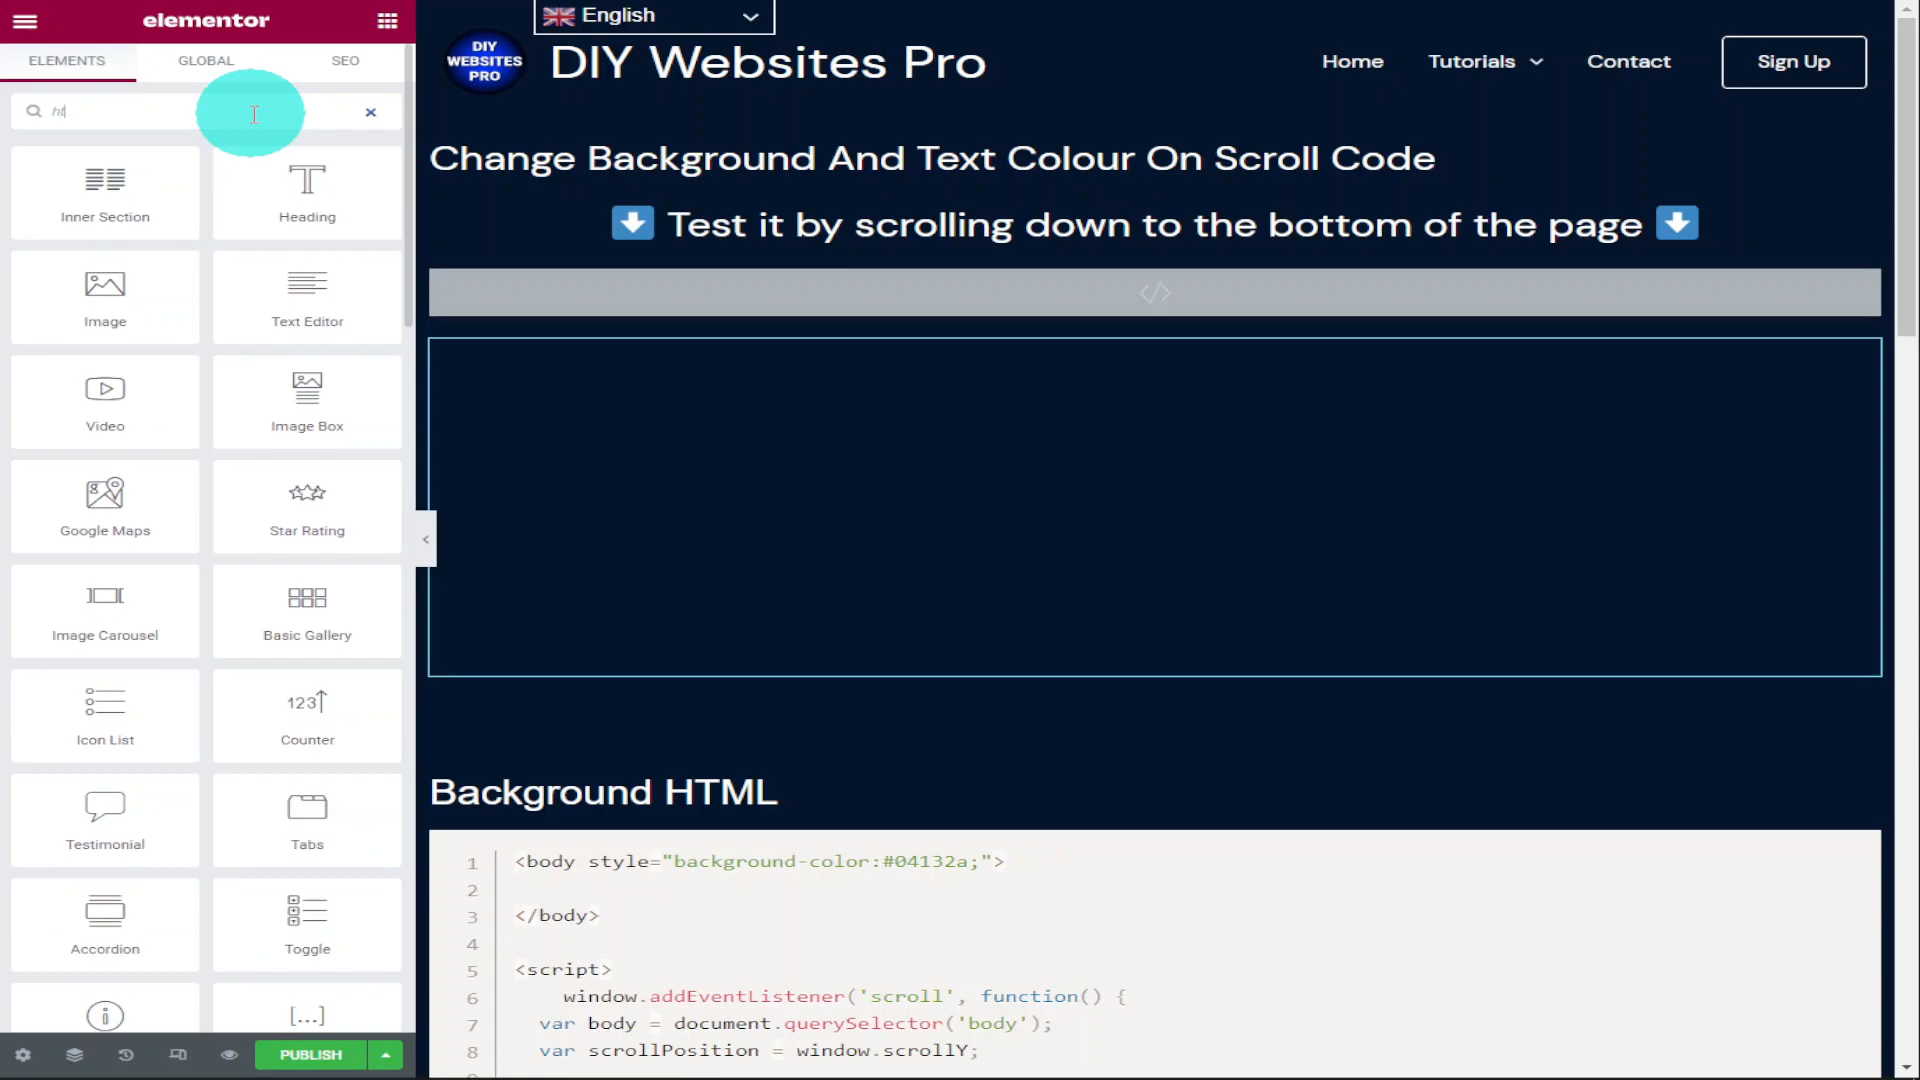 elementor
ELEMENTS
GLOBAL
SEO
ht
Inner Section
Heading
Image
Text Editor
Video
Image Box
Google Maps
Star Rating
Image Carousel
Basic Gallery
Icon List
123
Counter
Testimonial
Tabs
Accordion
Toggle
[...]
PUBLISH
English
DIY
WEBSITES
PRO
DIY Websites Pro
Home
Tutorials
Contact
Sign Up
Change Background And Text Colour On Scroll Code
Test it by scrolling down to the bottom of the page
</>
Background HTML
1 <body style="background-color:#04132a;">
2
3 </body>
4
5 <script>
6 window.addEventListener('scroll', function() {
7 var body = document.querySelector('body');
8 var scrollPosition = window.scrollY;